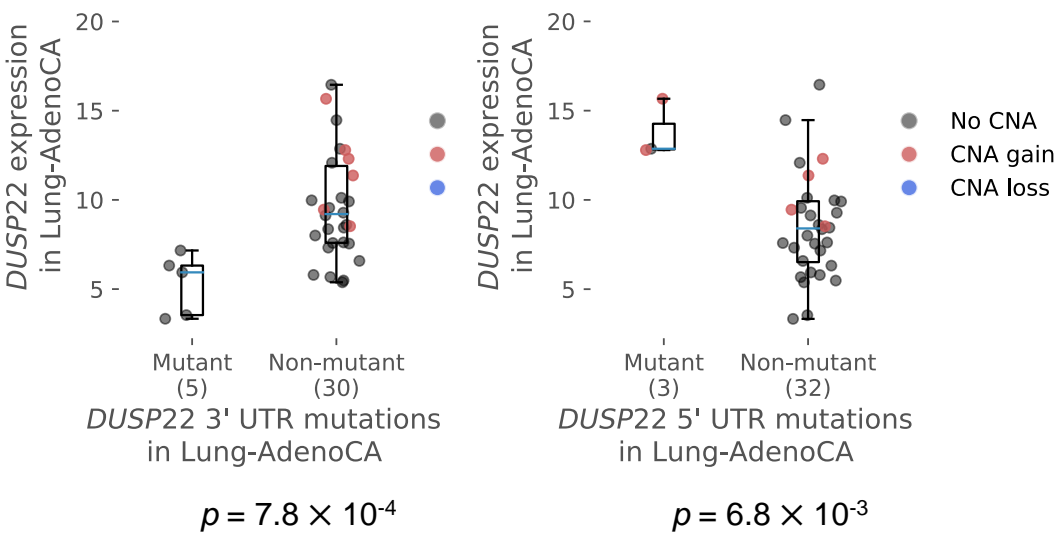 DUSP22 expression
in Lung-AdenoCA
20
15
10
5
Mutant
(5)
Non-mutant
(30)
DUSP22 3' UTR mutations
in Lung-AdenoCA
p = 7.8 × 10-4
DUSP22 expression
in Lung-AdenoCA
20
15
10
5
Mutant
(3)
Non-mutant
(32)
DUSP22 5' UTR mutations
in Lung-AdenoCA
p = 6.8 × 10-3
No CNA
CNA gain
CNA loss